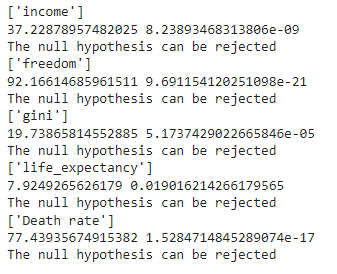 ['income']
37.22878957482025 8.23893468313806e-09
The null hypothesis can be rejected
['freedom']
92.16614685961511 9.691154120251098e-21
The null hypothesis can be rejected
['gini']
19.73865814552885 5.1737429022665846e-05
The null hypothesis can be rejected
['life_expectancy']
7.9249265626179 0.019016214266179565
The null hypothesis can be rejected
['Death rate']
77.43935674915382 1.5284714845289074e-17
The null hypothesis can be rejected